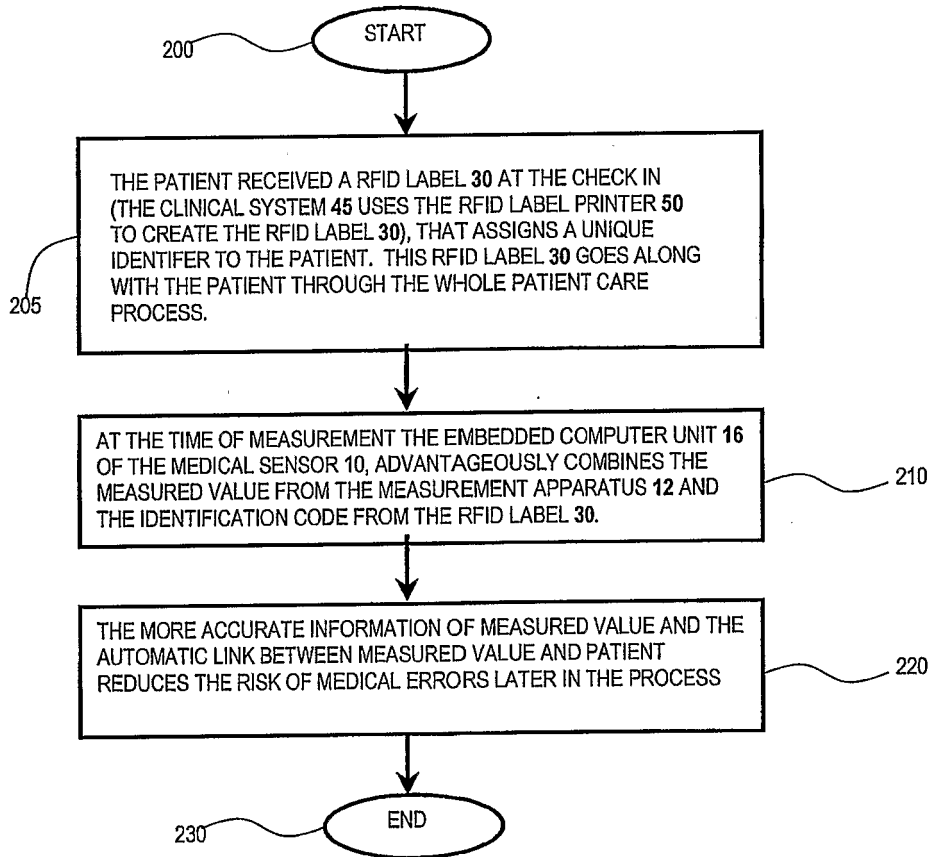 START
200
THE PATIENT RECEIVED A RFID LABEL 30 AT THE CHECK IN
(THE CLINICAL SYSTEM 45 USES THE RFID LABEL PRINTER 50
TO CREATE THE RFID LABEL 30), THAT ASSIGNS A UNIQUE
IDENTIFER TO THE PATIENT. THIS RFID LABEL 30 GOES ALONG
WITH THE PATIENT THROUGH THE WHOLE PATIENT CARE
PROCESS.
205
AT THE TIME OF MEASUREMENT THE EMBEDDED COMPUTER UNIT 16
OF THE MEDICAL SENSOR 10, ADVANTAGEOUSLY COMBINES THE
MEASURED VALUE FROM THE MEASUREMENT APPARATUS 12 AND
THE IDENTIFICATION CODE FROM THE RFID LABEL 30.
210
THE MORE ACCURATE INFORMATION OF MEASURED VALUE AND THE
AUTOMATIC LINK BETWEEN MEASURED VALUE AND PATIENT
REDUCES THE RISK OF MEDICAL ERRORS LATER IN THE PROCESS
220
END
230